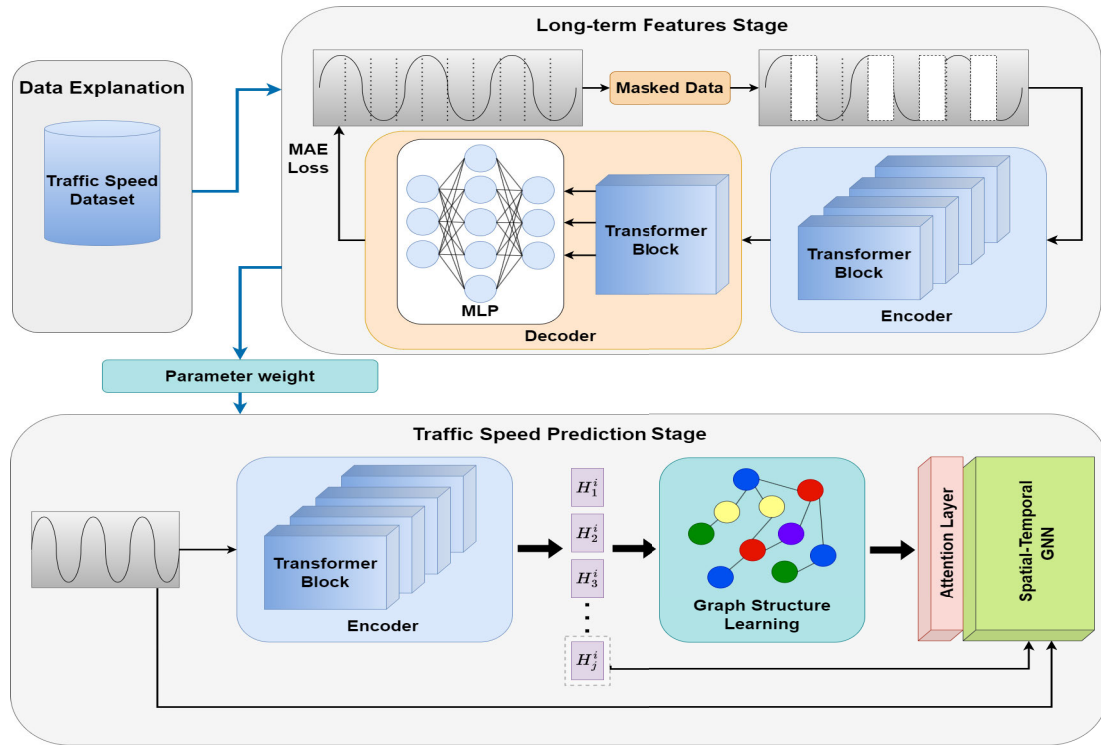 Long-term Features Stage
Data Explanation
Traffic Speed
Dataset
Masked Data
MAE
Loss
MLP
Transformer
Block
Decoder
Transformer
Block
Encoder
Parameter weight
Traffic Speed Prediction Stage
Transformer
Block
Encoder
$H_1^i$
$H_2^i$
$H_3^i$
$H_j^i$
Graph Structure
Learning
Attention Layer
Spatial-Temporal
GNN